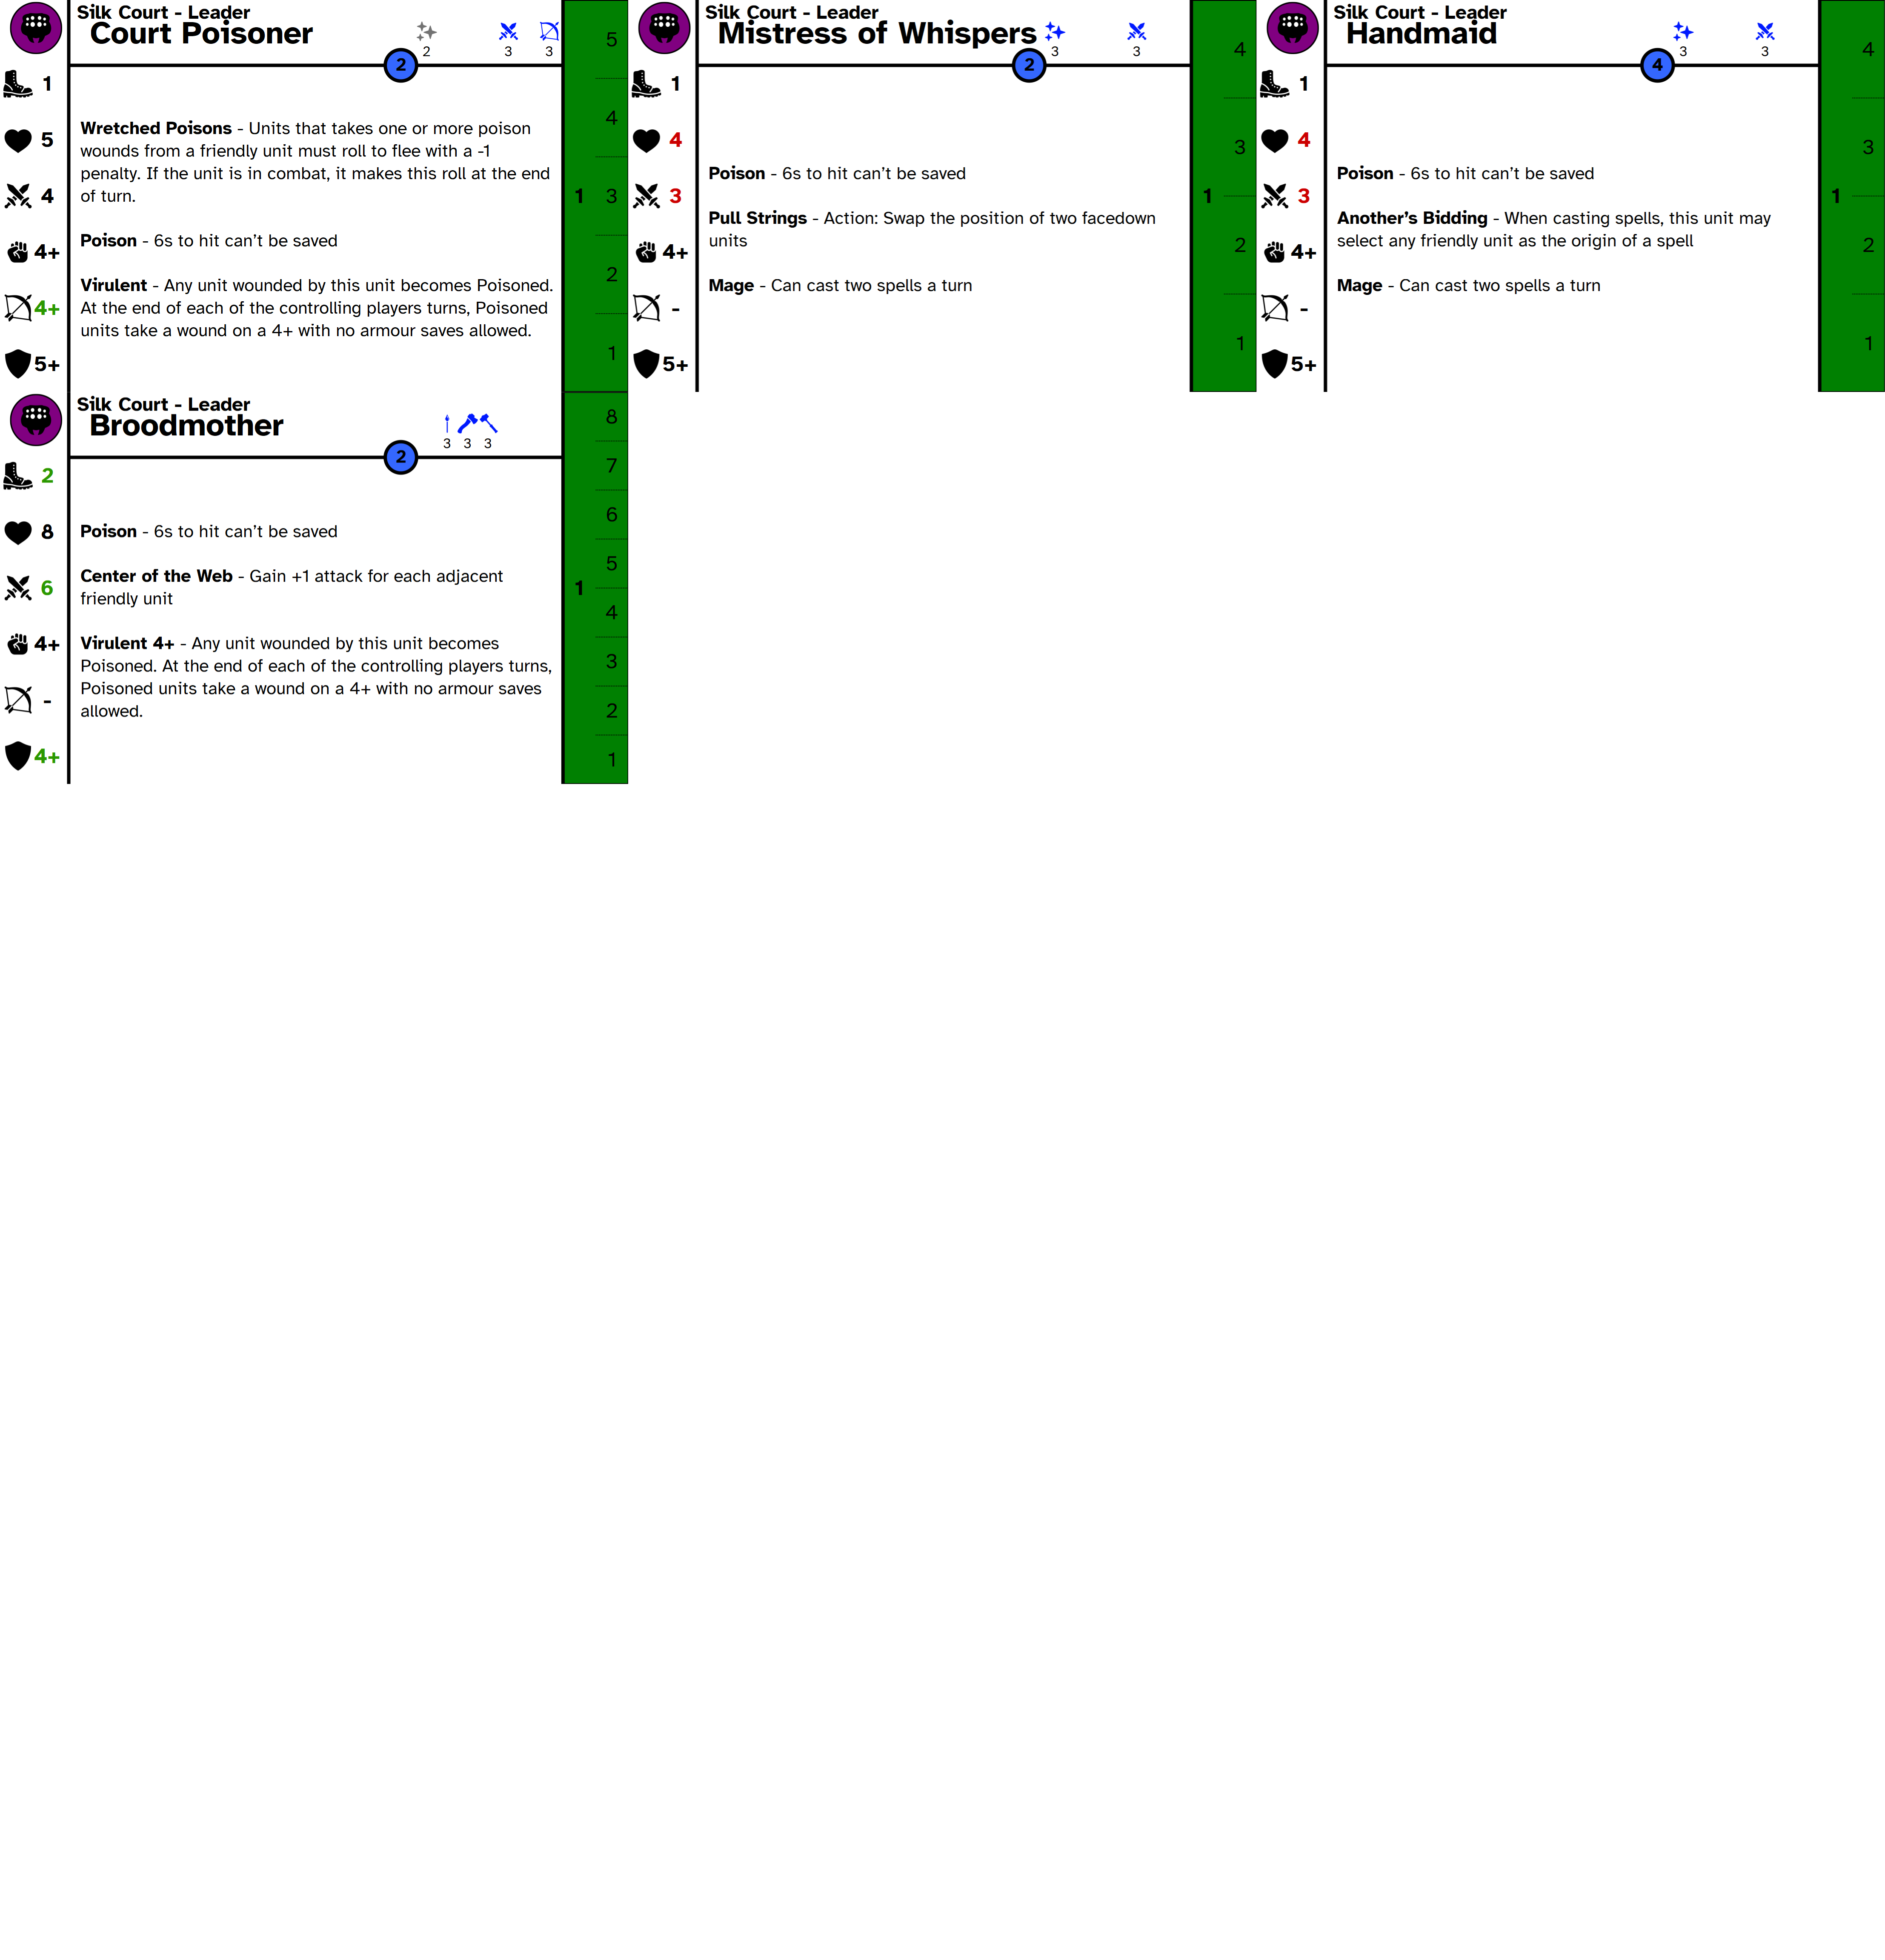 Silk Court - Leader
Court Poisoner
2
3
3
2
1
5
4
4+
4+
5+
Wretched Poisons - Units that takes one or more poison
wounds from a friendly unit must roll to flee with a -1
penalty. If the unit is in combat, it makes this roll at the end
of turn.
Poison - 6s to hit can't be saved
Virulent - Any unit wounded by this unit becomes Poisoned.
At the end of each of the controlling players turns, Poisoned
units take a wound on a 4+ with no armour saves allowed.
1
5
4
3
2
1
Silk Court - Leader
Mistress of Whispers
3
3
2
1
4
3
4+
-
5+
Poison - 6s to hit can't be saved
Pull Strings - Action: Swap the position of two facedown
units
Mage - Can cast two spells a turn
1
4
3
2
1
Silk Court - Leader
Handmaid
3
3
4
1
4
3
4+
-
5+
Poison - 6s to hit can't be saved
Another's Bidding - When casting spells, this unit may
select any friendly unit as the origin of a spell
Mage - Can cast two spells a turn
1
4
3
2
1
Silk Court - Leader
Broodmother
3
3
3
2
2
8
6
4+
-
4+
Poison - 6s to hit can't be saved
Center of the Web - Gain +1 attack for each adjacent
friendly unit
Virulent 4+ - Any unit wounded by this unit becomes
Poisoned. At the end of each of the controlling players turns,
Poisoned units take a wound on a 4+ with no armour saves
allowed.
1
8
7
6
5
4
3
2
1